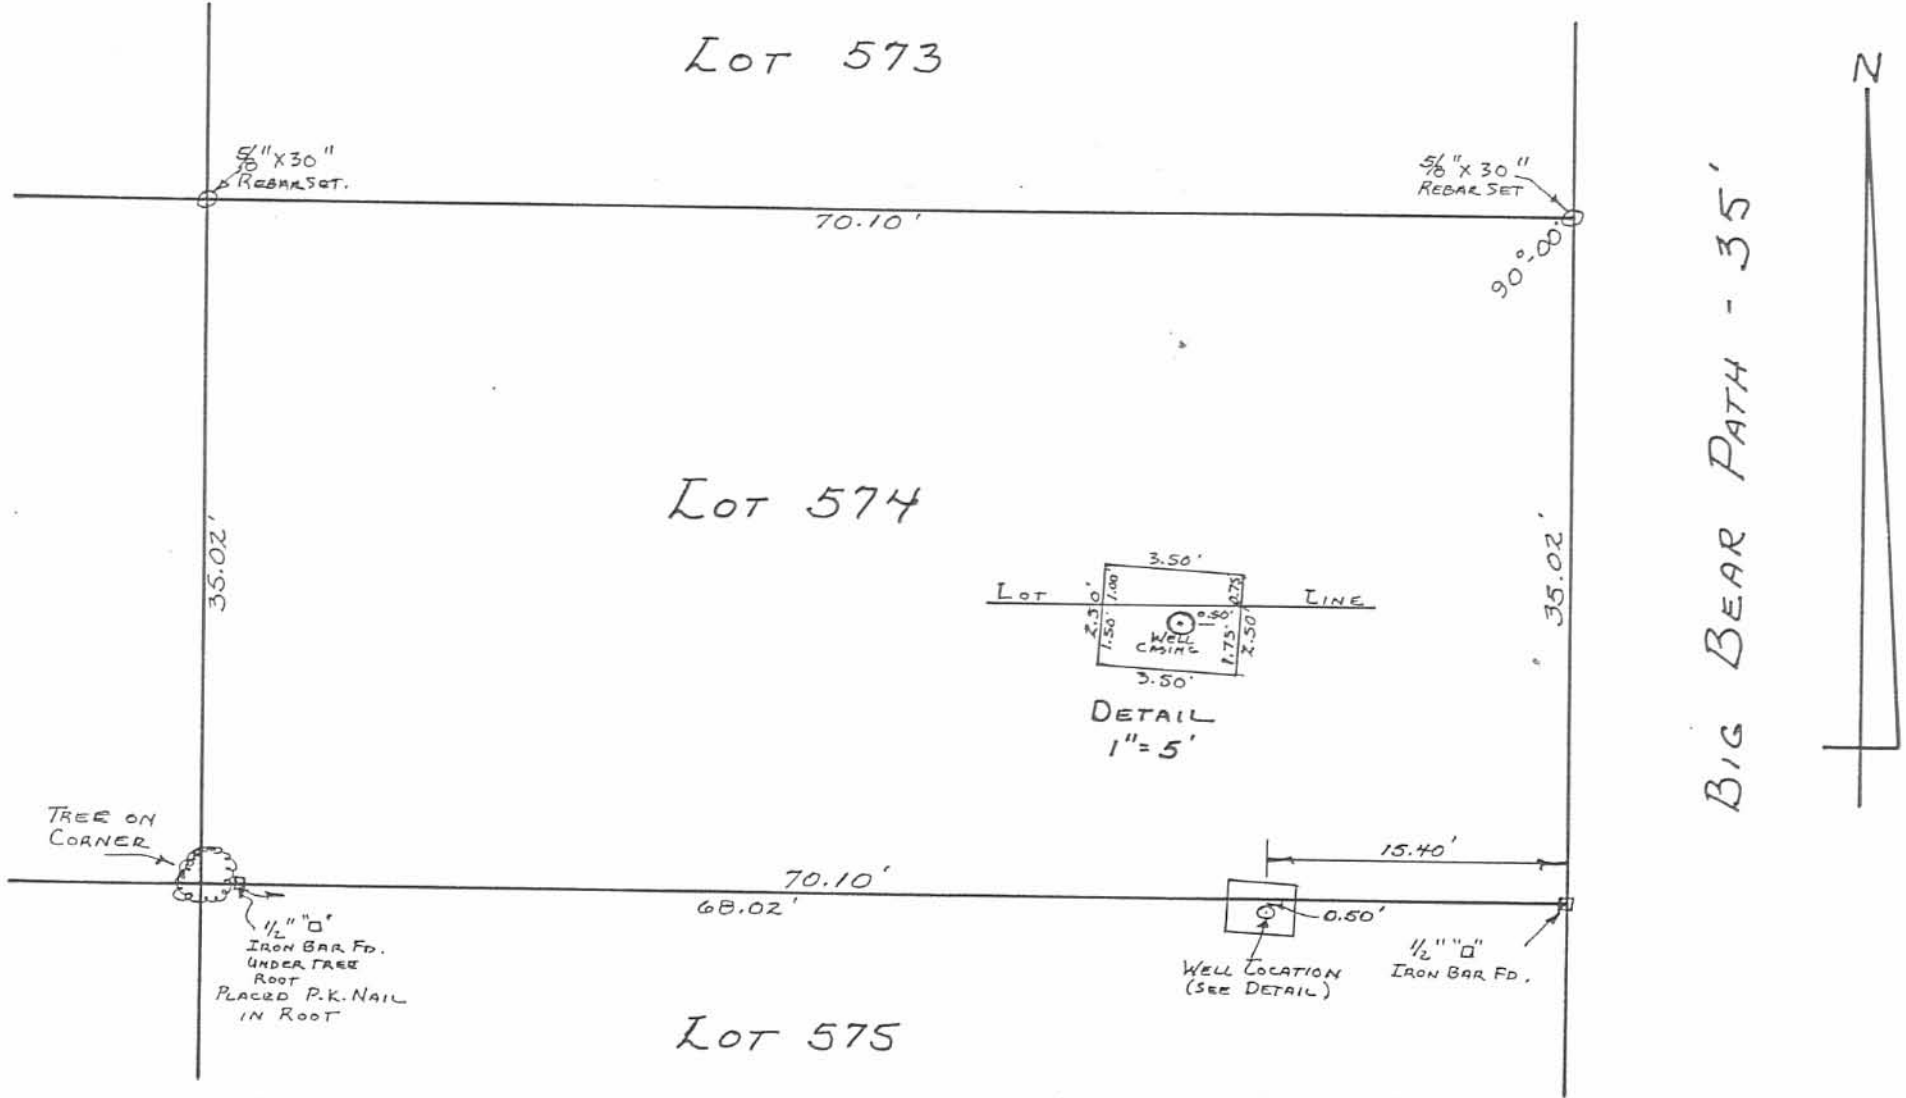 LOT 573
N
5/8" X 30"
REBAR SET.
5/8" X 30"
REBAR SET
70.10'
90°-00'
BIG BEAR PATH - 35'
LOT 574
35.02'
35.02'
3.50'
LOT LINE
2.50'
1.00'
1.50'
0.75
0.50'
1.75'
2.50'
WELL
CASING
3.50'
DETAIL
1" = 5'
TREE ON
CORNER
15.40'
70.10'
68.02'
0.50'
1/2" "□"
IRON BAR FD.
UNDER TREE
ROOT
PLACED P.K. NAIL
IN ROOT
WELL LOCATION
(SEE DETAIL)
1/2" "□"
IRON BAR FD.
LOT 575